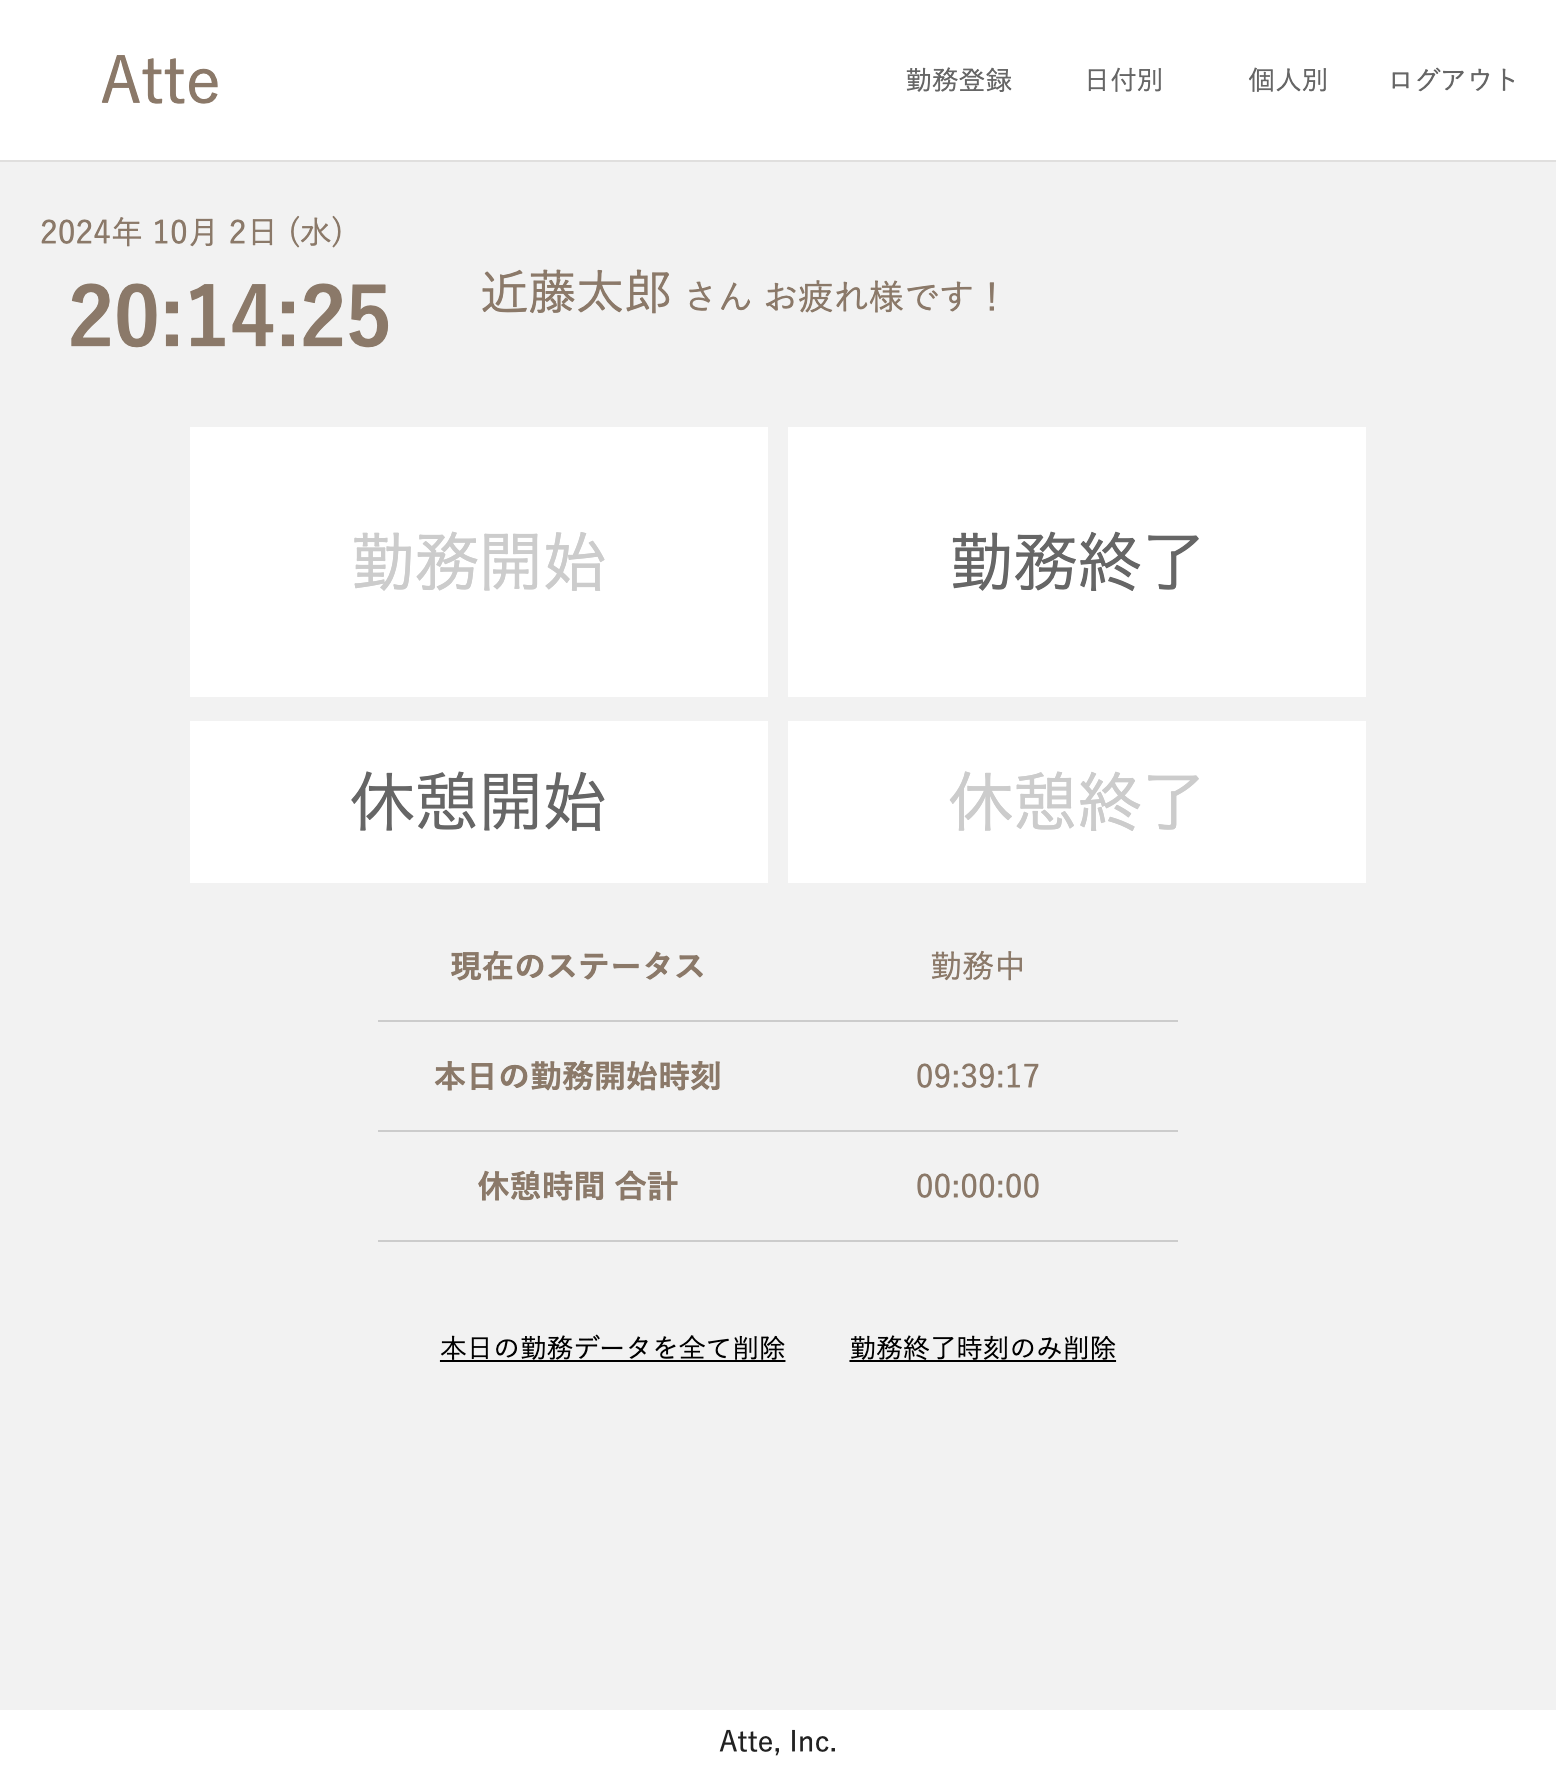 Atte
勤務登録 日付別 個人別 ログアウト
2024年 10月 2日 (水)
20:14:25
近藤太郎 さん お疲れ様です！
勤務開始 勤務終了
休憩開始 休憩終了
現在のステータス 勤務中
本日の勤務開始時刻 09:39:17
休憩時間 合計 00:00:00
本日の勤務データを全て削除 勤務終了時刻のみ削除
Atte, Inc.